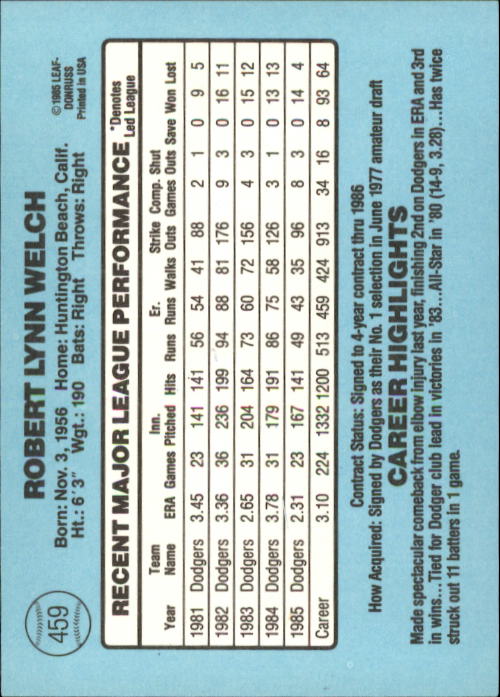 459
ROBERT LYNN WELCH
©1985 LEAF-
DONRUSS
Printed in USA
Born: Nov. 3, 1956 Home: Huntington Beach, Calif.
Ht.: 6'3" Wgt.: 190 Bats: Right Throws: Right
RECENT MAJOR LEAGUE PERFORMANCE *Denotes
Led League
Team Inn. Er. Strike Comp. Shut
Year Name ERA Games Pitched Hits Runs Runs Walks Outs Games Outs Save Won Lost
1981 Dodgers 3.45 23 141 141 56 54 41 88 2 1 0 9 5
1982 Dodgers 3.36 36 236 199 94 88 81 176 9 3 0 16 11
1983 Dodgers 2.65 31 204 164 73 60 72 156 4 3 0 15 12
1984 Dodgers 3.78 31 179 191 86 75 58 126 3 1 0 13 13
1985 Dodgers 2.31 23 167 141 49 43 35 96 8 3 0 14 4
Career 3.10 224 1332 1200 513 459 424 913 34 16 8 93 64
Contract Status: Signed to 4-year contract thru 1986
How Acquired: Signed by Dodgers as their No. 1 selection in June 1977 amateur draft
CAREER HIGHLIGHTS
Made spectacular comeback from elbow injury last year, finishing 2nd on Dodgers in ERA and 3rd
in wins...Tied for Dodger club lead in victories in '83...All-Star in '80 (14-9, 3.28)...Has twice
struck out 11 batters in 1 game.